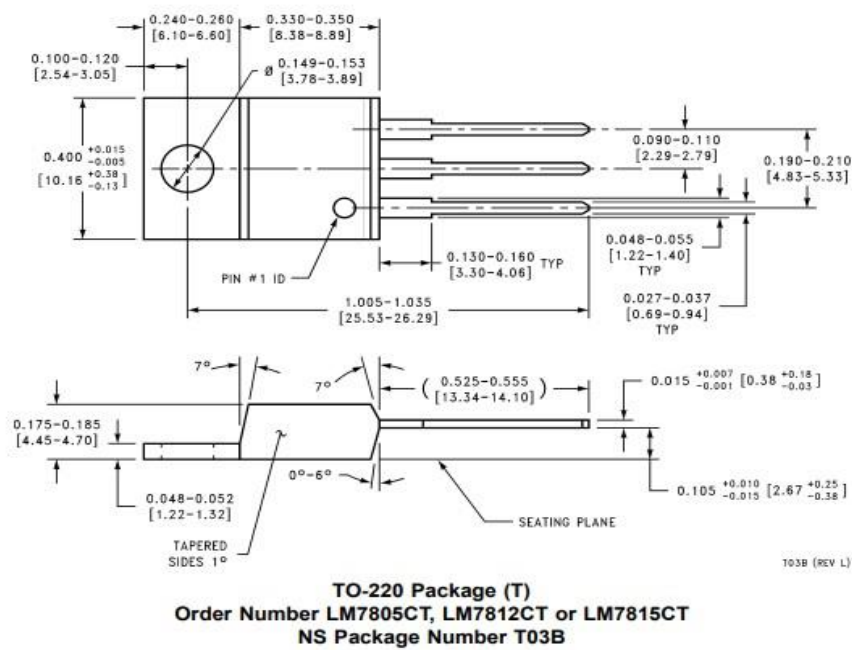 0.240-0.260
[6.10-6.60]
0.330-0.350
[8.38-8.89]
0.100-0.120
[2.54-3.05]
Ø 0.149-0.153
[3.78-3.89]
0.400 +0.015
-0.005
[10.16 +0.38
-0.13]
0.090-0.110
[2.29-2.79]
0.190-0.210
[4.83-5.33]
PIN #1 ID
0.130-0.160 TYP
[3.30-4.06]
0.048-0.055
[1.22-1.40]
TYP
1.005-1.035
[25.53-26.29]
0.027-0.037
[0.69-0.94]
TYP
7°
7°
( 0.525-0.555 )
[13.34-14.10]
0.015 +0.007 -0.001 [0.38 +0.18 -0.03]
0.175-0.185
[4.45-4.70]
0°-6°
0.048-0.052
[1.22-1.32]
0.105 +0.010 -0.015 [2.67 +0.25 -0.38]
SEATING PLANE
TAPERED
SIDES 1°
T03B (REV L)
TO-220 Package (T)
Order Number LM7805CT, LM7812CT or LM7815CT
NS Package Number T03B